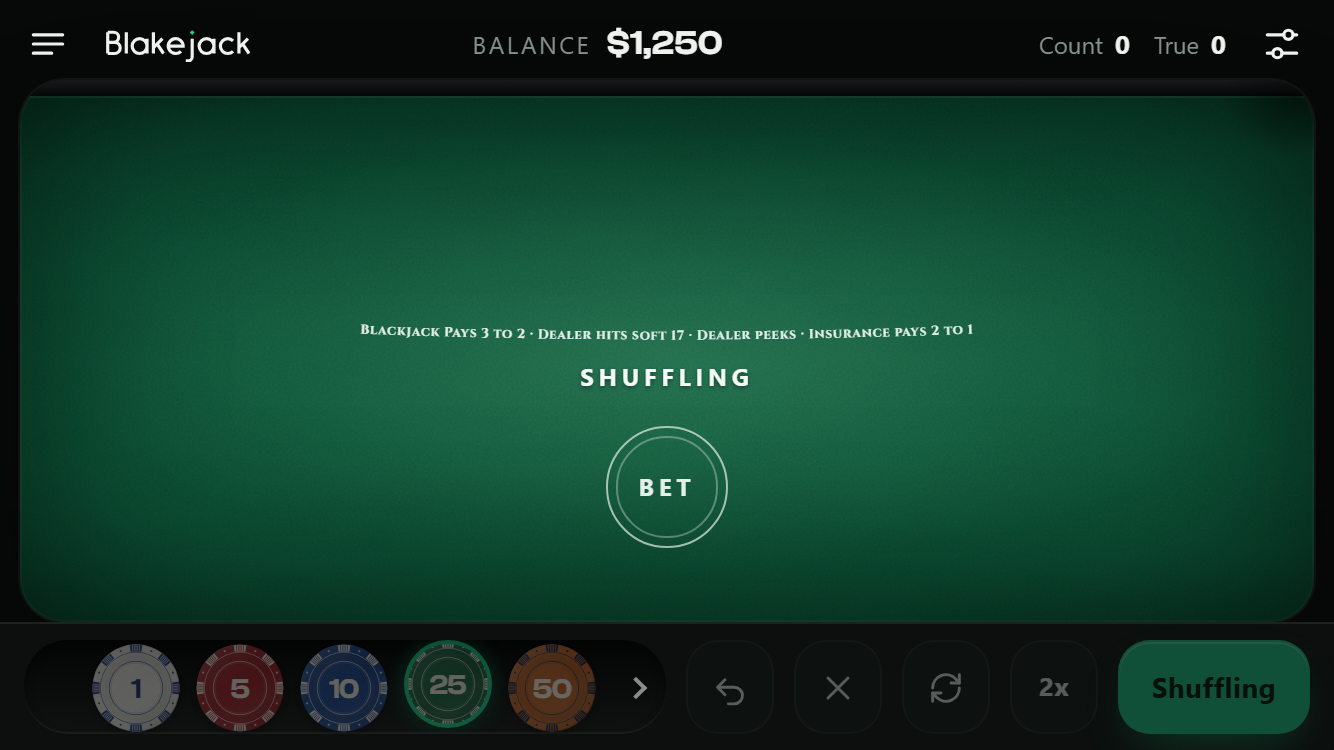 Blakejack
BALANCE $1,250
Count 0 True 0
Blackjack Pays 3 to 2 · Dealer hits soft 17 · Dealer peeks · Insurance pays 2 to 1
SHUFFLING
BET
1
5
10
25
50
2x
Shuffling